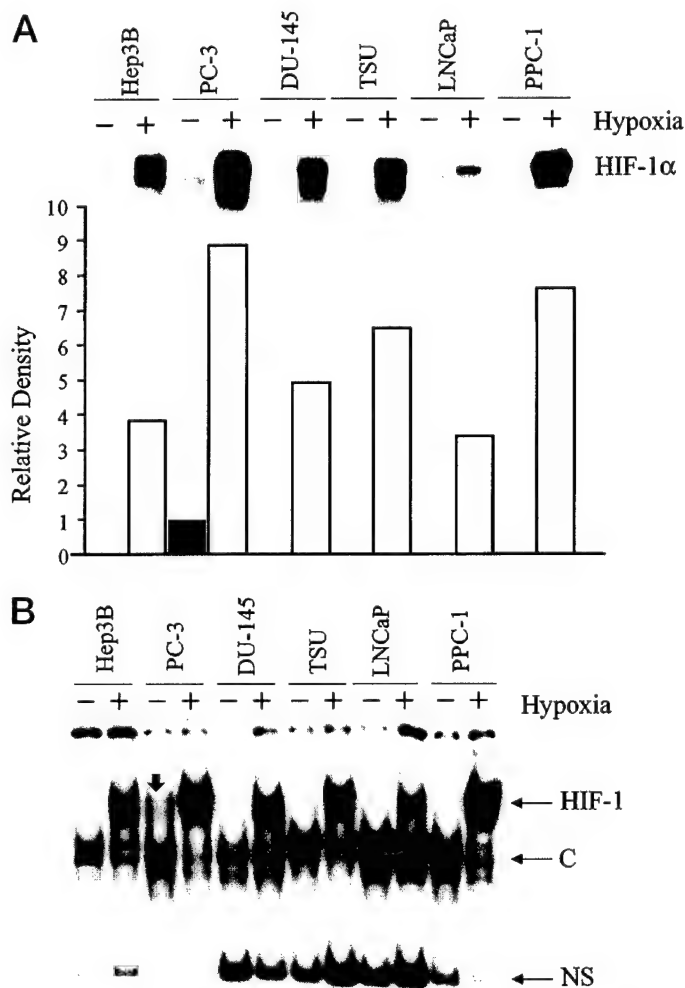 A
Hep3B PC-3 DU-145 TSU LNCaP PPC-1
− + − + − + − + − + − + Hypoxia
HIF-1α
10
9
8
7
6
5
4
3
2
1
0
Relative Density
B
Hep3B PC-3 DU-145 TSU LNCaP PPC-1
− + − + − + − + − + − + Hypoxia
HIF-1
C
NS